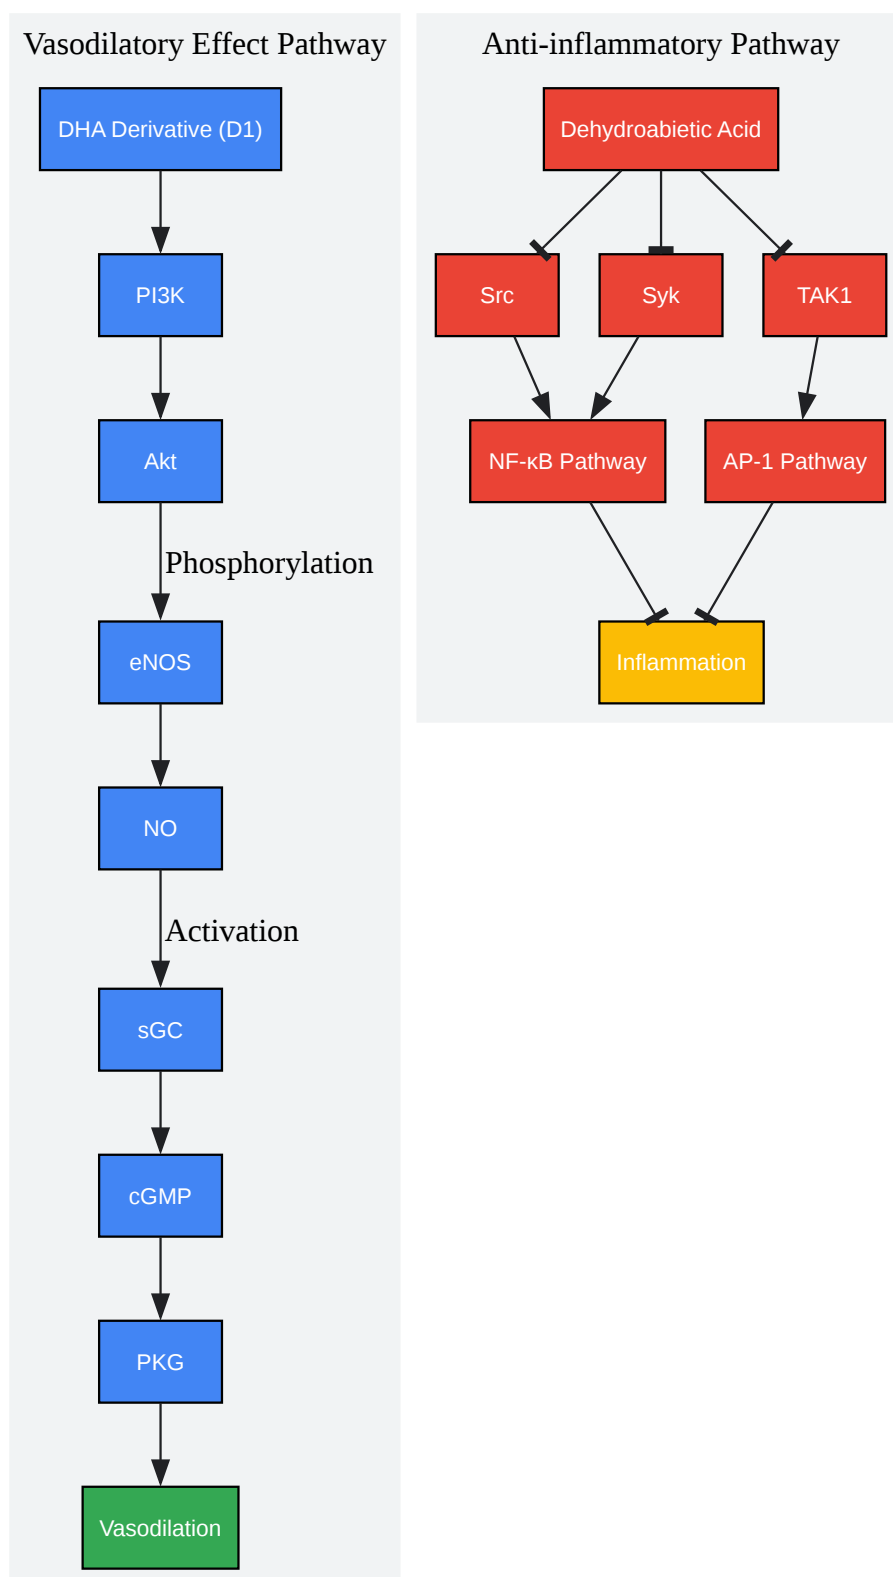 Vasodilatory Effect Pathway
DHA Derivative (D1)
PI3K
Akt
Phosphorylation
eNOS
NO
Activation
sGC
cGMP
PKG
Vasodilation
Anti-inflammatory Pathway
Dehydroabietic Acid
Src
Syk
TAK1
NF-κB Pathway
AP-1 Pathway
Inflammation